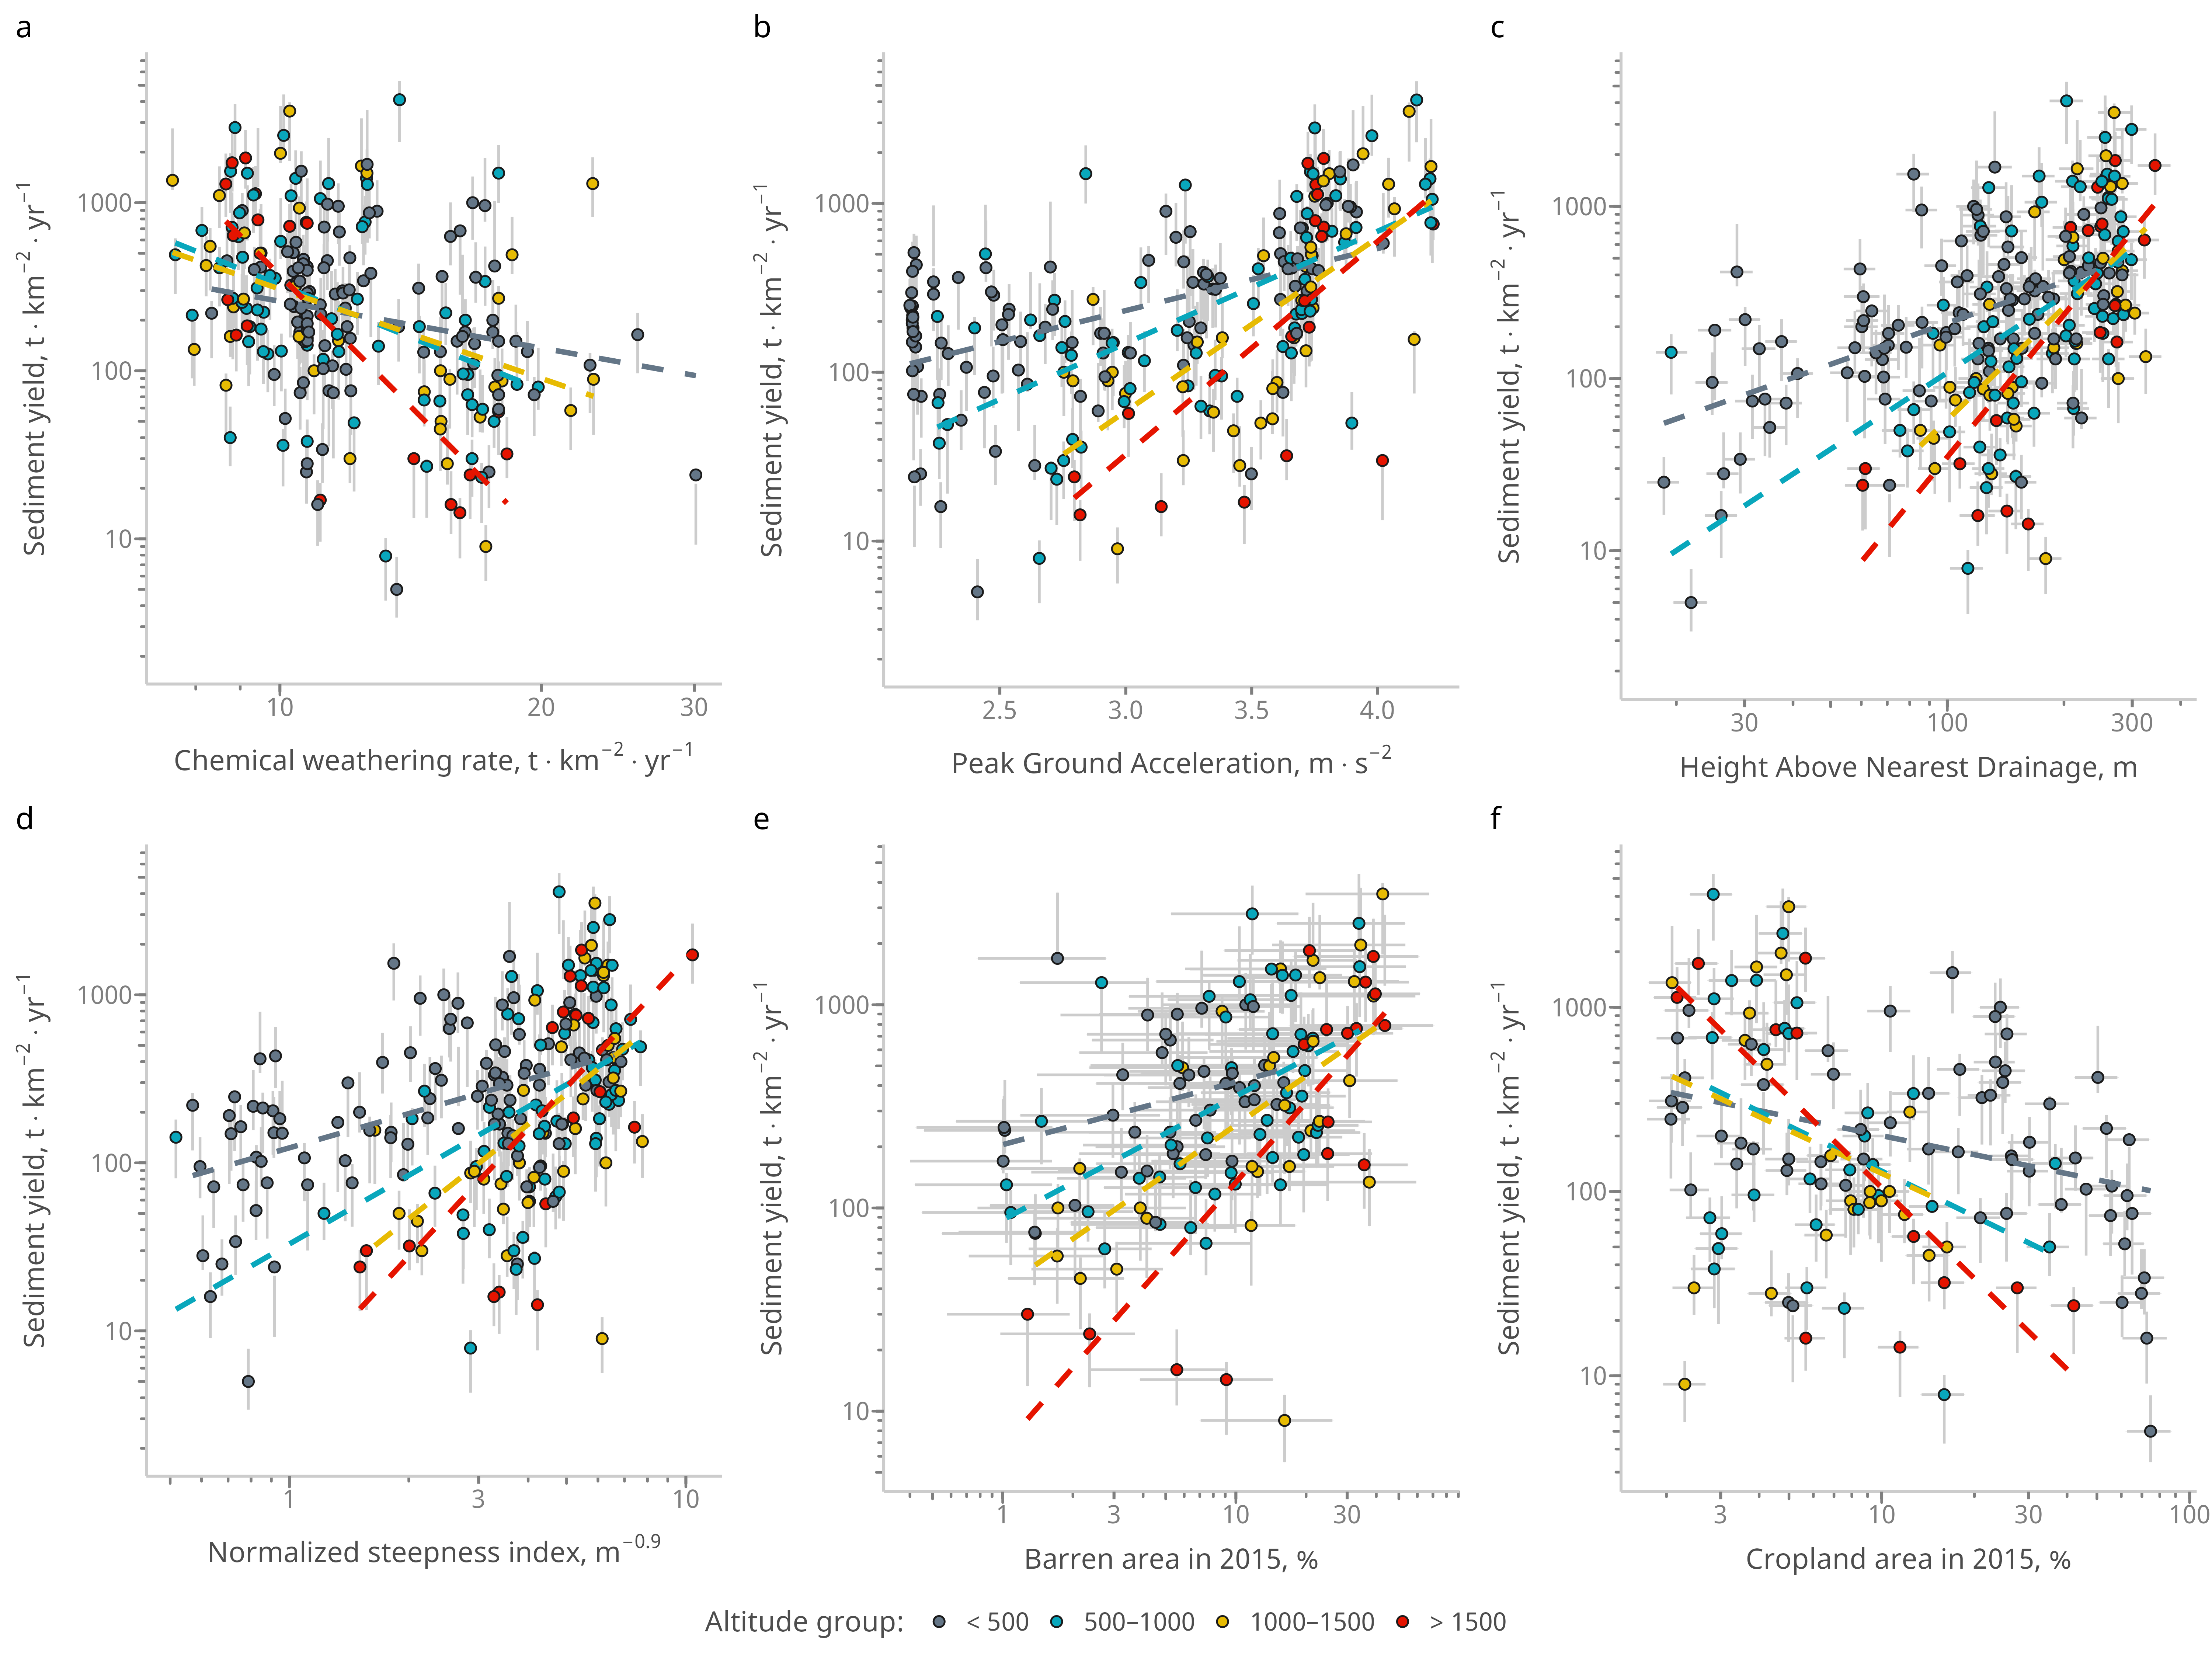 a
b
c
Sediment yield, t · km⁻² · yr⁻¹
1000
100
10
10 20 30
Chemical weathering rate, t · km⁻² · yr⁻¹
Sediment yield, t · km⁻² · yr⁻¹
1000
100
10
2.5 3.0 3.5 4.0
Peak Ground Acceleration, m · s⁻²
Sediment yield, t · km⁻² · yr⁻¹
1000
100
10
30 100 300
Height Above Nearest Drainage, m
d
e
f
Sediment yield, t · km⁻² · yr⁻¹
1000
100
10
1 3 10
Normalized steepness index, m⁻⁰·⁹
Sediment yield, t · km⁻² · yr⁻¹
1000
100
10
1 3 10 30
Barren area in 2015, %
Sediment yield, t · km⁻² · yr⁻¹
1000
100
10
3 10 30 100
Cropland area in 2015, %
Altitude group: < 500 500–1000 1000–1500 > 1500